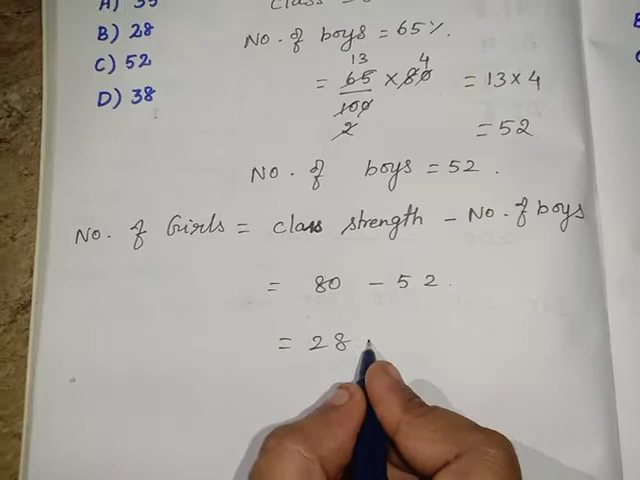 A) 35
B) 28
C) 52
D) 38
No. of boys = 65%.
13 4
= 65 × 80 = 13 × 4
100
2 = 52
No. of boys = 52.
No. of Girls = class strength - No. of boys
= 80 - 52.
= 28